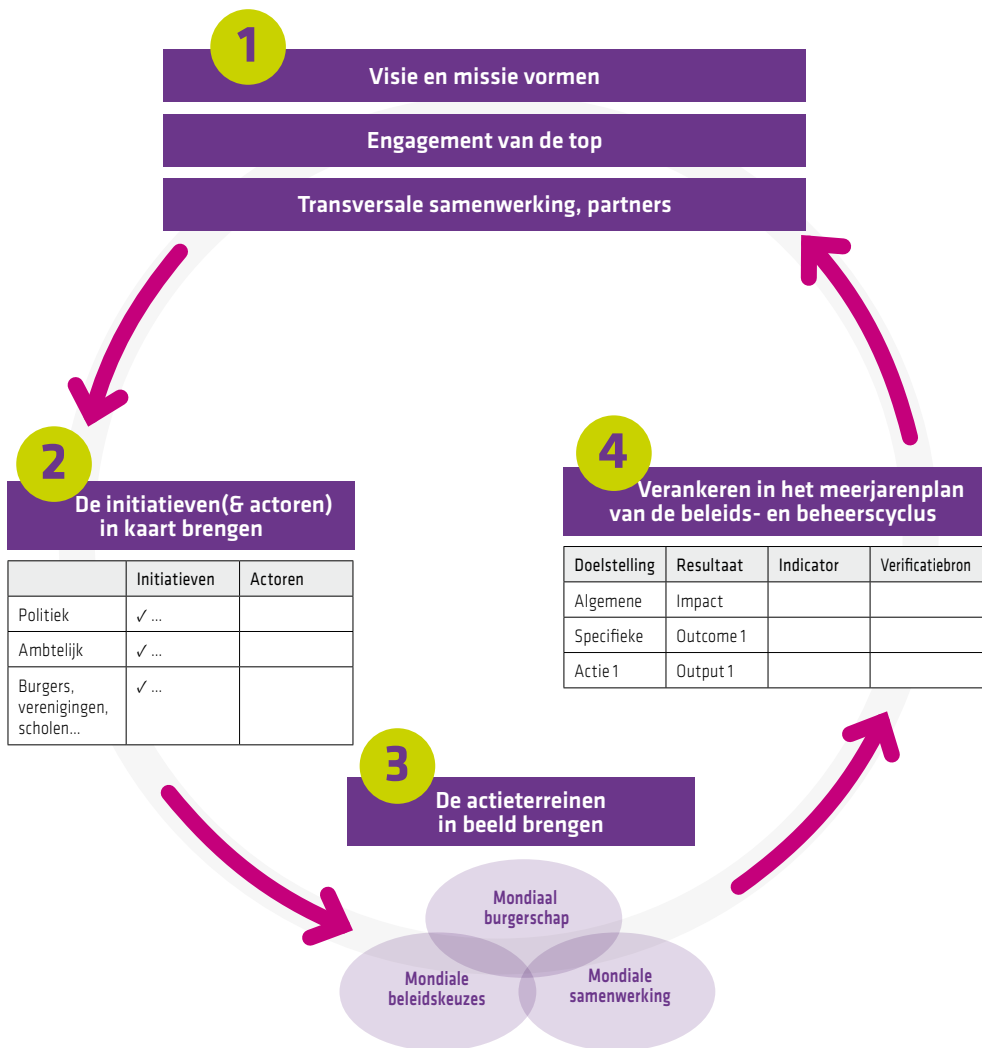 1
Visie en missie vormen
Engagement van de top
Transversale samenwerking, partners
2
De initiatieven(& actoren)
in kaart brengen
Initiatieven Actoren
Politiek ✓ ...
Ambtelijk ✓ ...
Burgers, ✓ ...
verenigingen,
scholen...
3
De actieterreinen
in beeld brengen
Mondiaal
burgerschap
Mondiale
beleidskeuzes
Mondiale
samenwerking
4
Verankeren in het meerjarenplan
van de beleids- en beheerscyclus
Doelstelling Resultaat Indicator Verificatiebron
Algemene Impact
Specifieke Outcome 1
Actie 1 Output 1